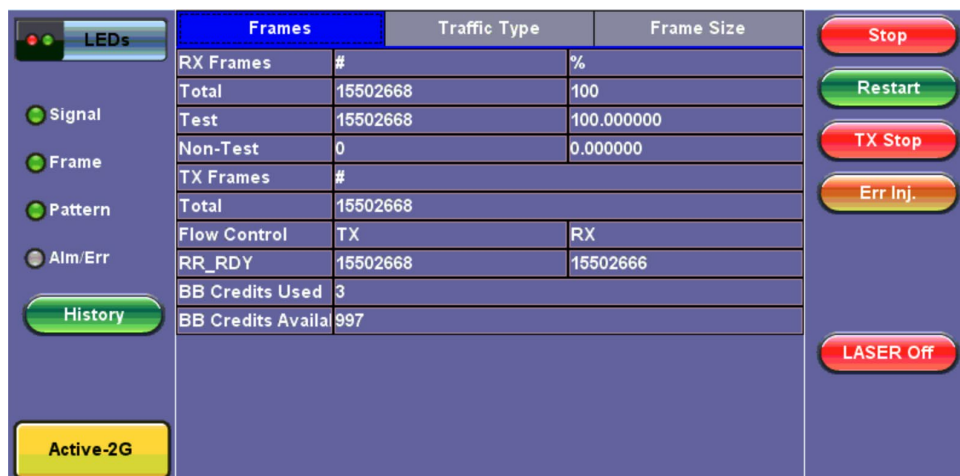 LEDs
Signal
Frame
Pattern
Alm/Err
History
Active-2G
Frames Traffic Type Frame Size
RX Frames # %
Total 15502668 100
Test 15502668 100.000000
Non-Test 0 0.000000
TX Frames #
Total 15502668
Flow Control TX RX
RR_RDY 15502668 15502666
BB Credits Used 3
BB Credits Availal 997
Stop
Restart
TX Stop
Err Inj.
LASER Off